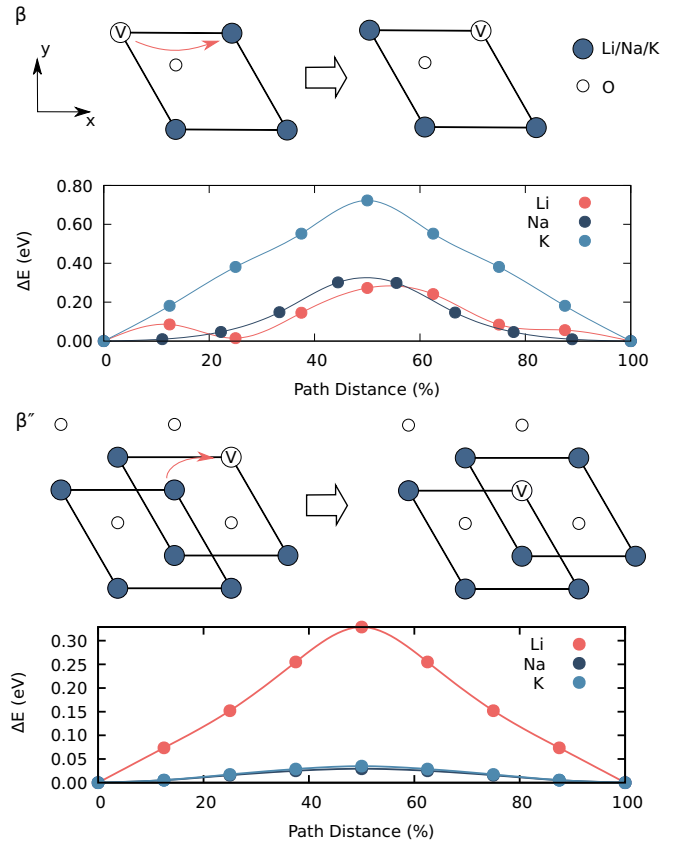 β
V
V
Li/Na/K
O
y
x
0.80
0.60
0.40
0.20
0.00
ΔE (eV)
Li
Na
K
0 20 40 60 80 100
Path Distance (%)
β″
V
V
0.30
0.25
0.20
0.15
0.10
0.05
0.00
ΔE (eV)
Li
Na
K
0 20 40 60 80 100
Path Distance (%)